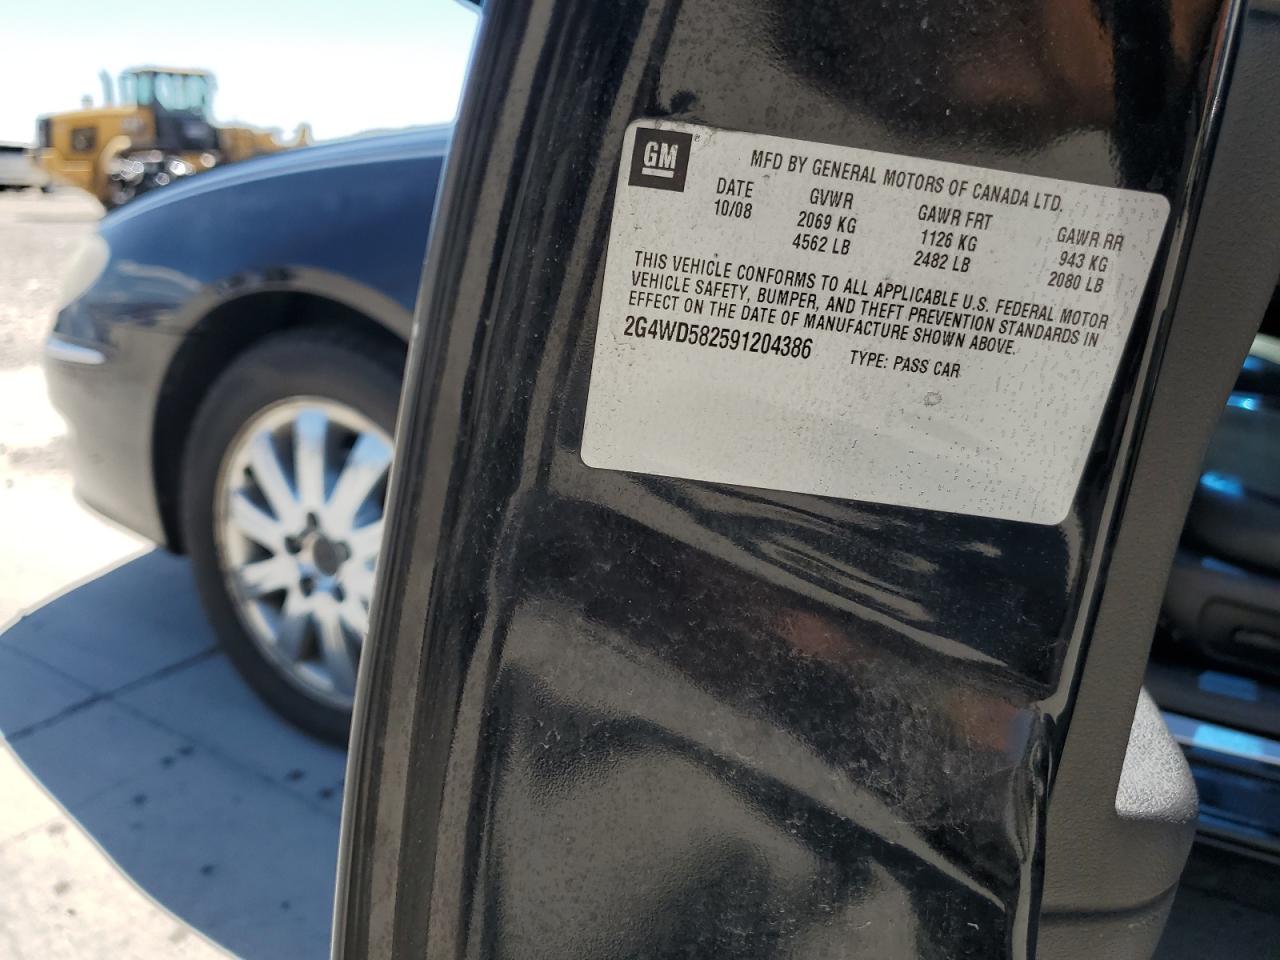 GM
MFD BY GENERAL MOTORS OF CANADA LTD.
DATE GVWR GAWR FRT GAWR RR
10/08 2069 KG 1126 KG 943 KG
4562 LB 2482 LB 2080 LB
THIS VEHICLE CONFORMS TO ALL APPLICABLE U.S. FEDERAL MOTOR
VEHICLE SAFETY, BUMPER, AND THEFT PREVENTION STANDARDS IN
EFFECT ON THE DATE OF MANUFACTURE SHOWN ABOVE.
2G4WD582591204386 TYPE: PASS CAR